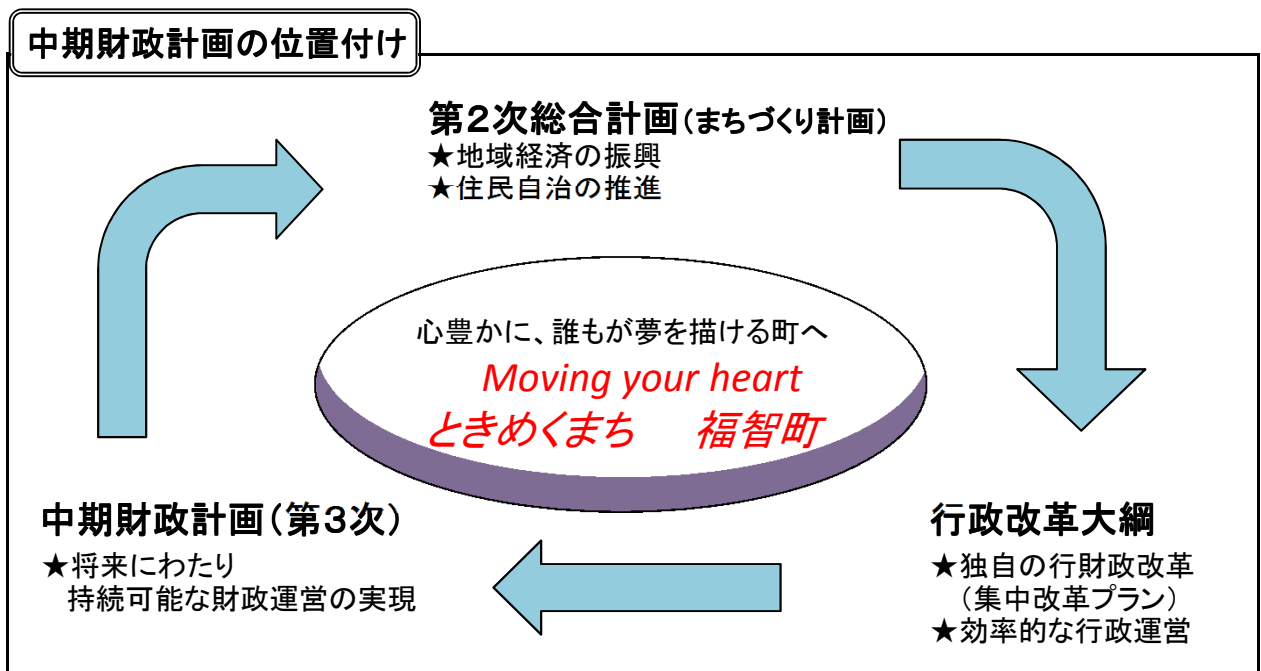 中期財政計画の位置付け
第2次総合計画(まちづくり計画)
★地域経済の振興
★住民自治の推進
心豊かに、誰もが夢を描ける町へ
Moving your heart
ときめくまち　福智町
中期財政計画(第3次)
★将来にわたり
持続可能な財政運営の実現
行政改革大綱
★独自の行財政改革
(集中改革プラン)
★効率的な行政運営